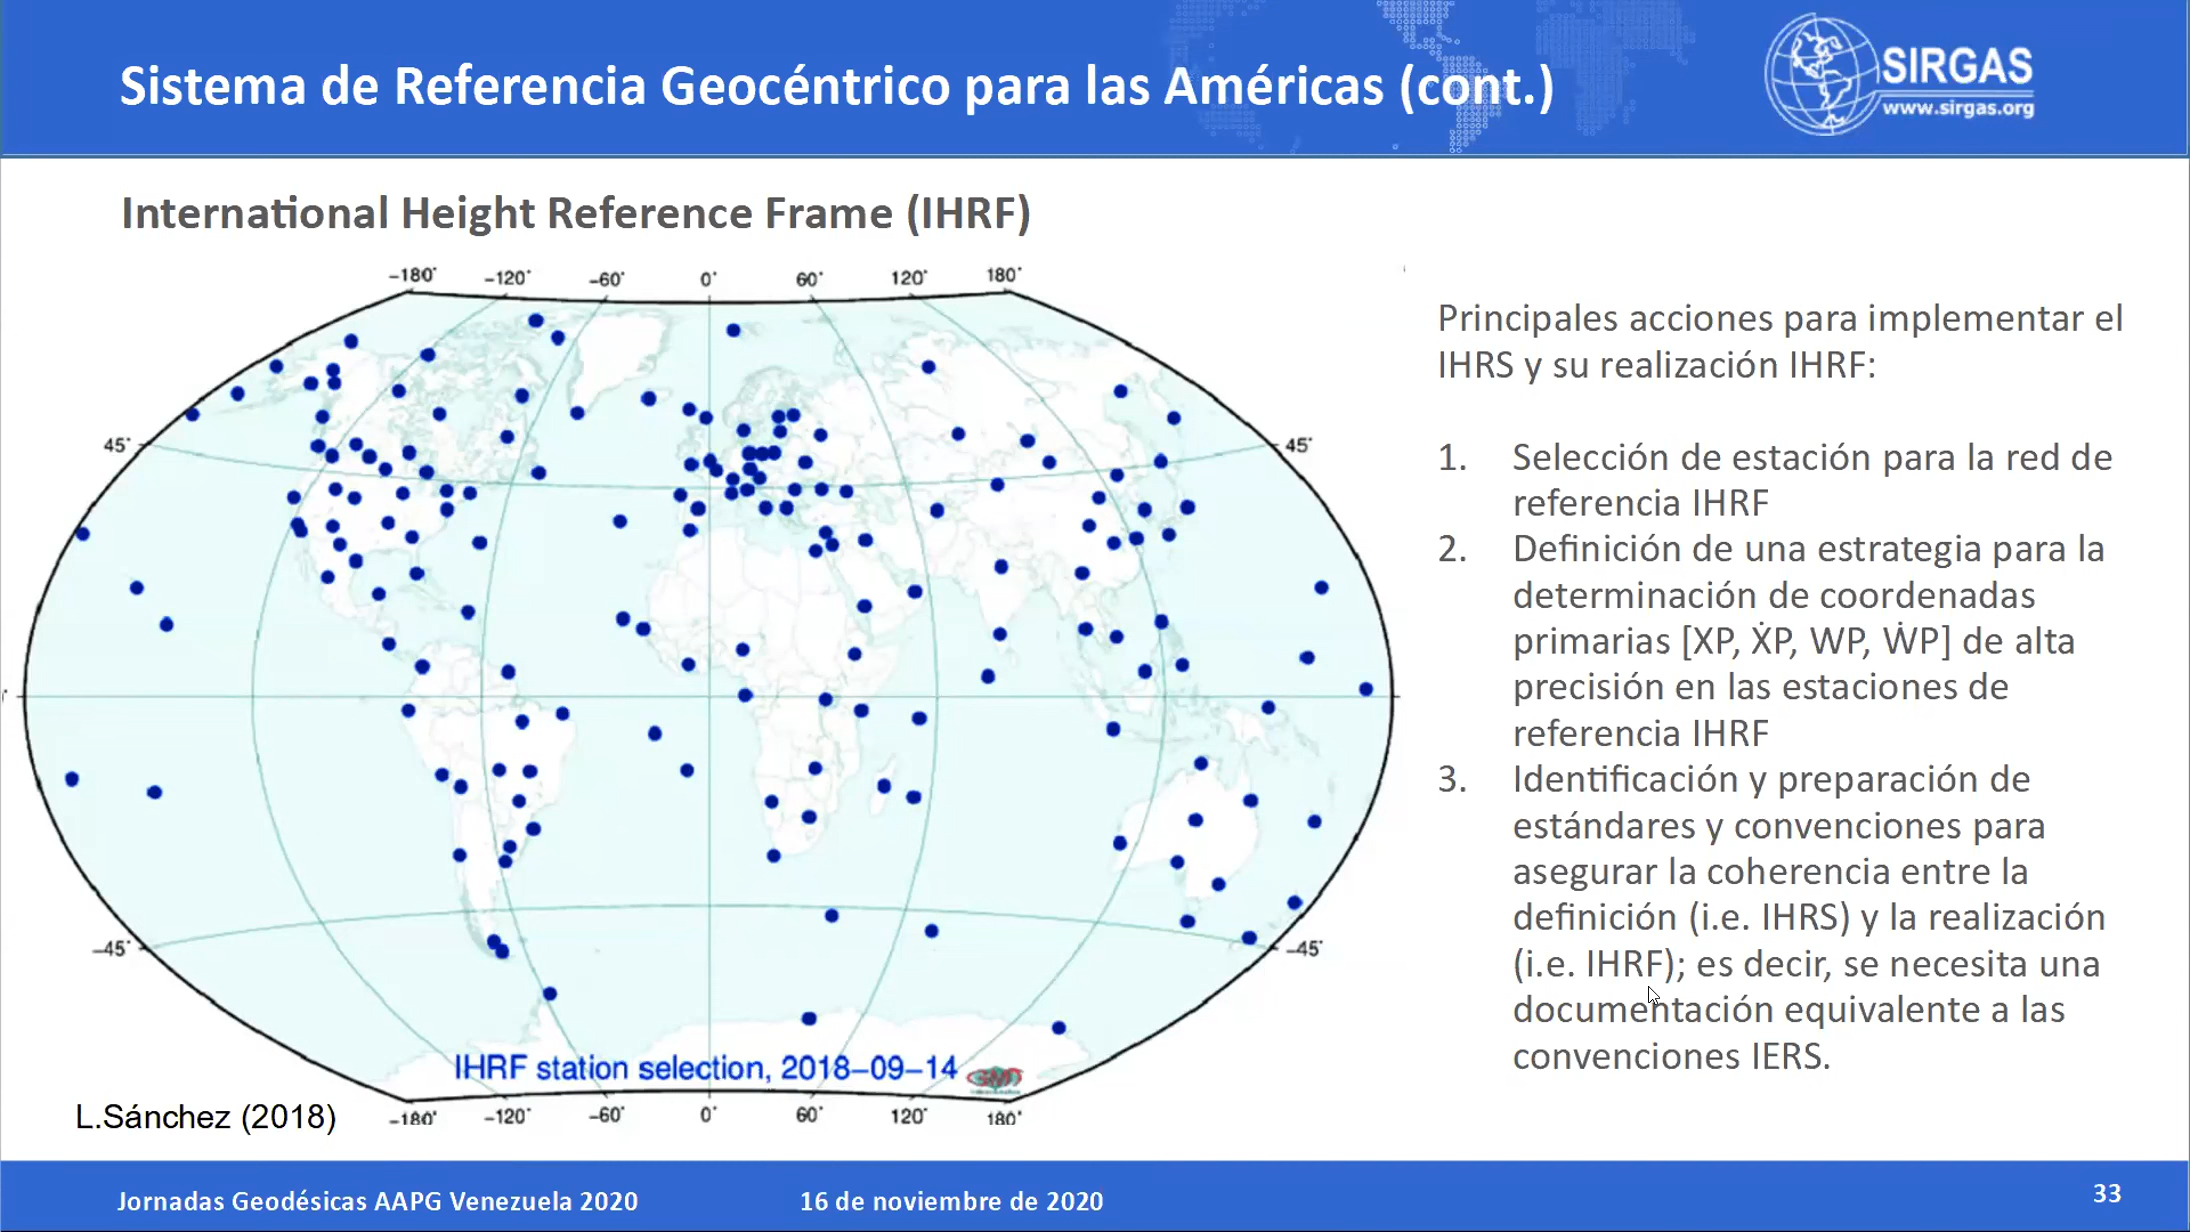 Sistema de Referencia Geocéntrico para las Américas (cont.)
SIRGAS
www.sirgas.org
International Height Reference Frame (IHRF)
−180° −120° −60° 0° 60° 120° 180°
45° 45°
−45° −45°
IHRF station selection, 2018−09−14
GMT
−180° −120° −60° 0° 60° 120° 180°
L.Sánchez (2018)
Principales acciones para implementar el
IHRS y su realización IHRF:
1. Selección de estación para la red de
referencia IHRF
2. Definición de una estrategia para la
determinación de coordenadas
primarias [XP, ẊP, WP, ẆP] de alta
precisión en las estaciones de
referencia IHRF
3. Identificación y preparación de
estándares y convenciones para
asegurar la coherencia entre la
definición (i.e. IHRS) y la realización
(i.e. IHRF); es decir, se necesita una
documentación equivalente a las
convenciones IERS.
Jornadas Geodésicas AAPG Venezuela 2020
16 de noviembre de 2020
33